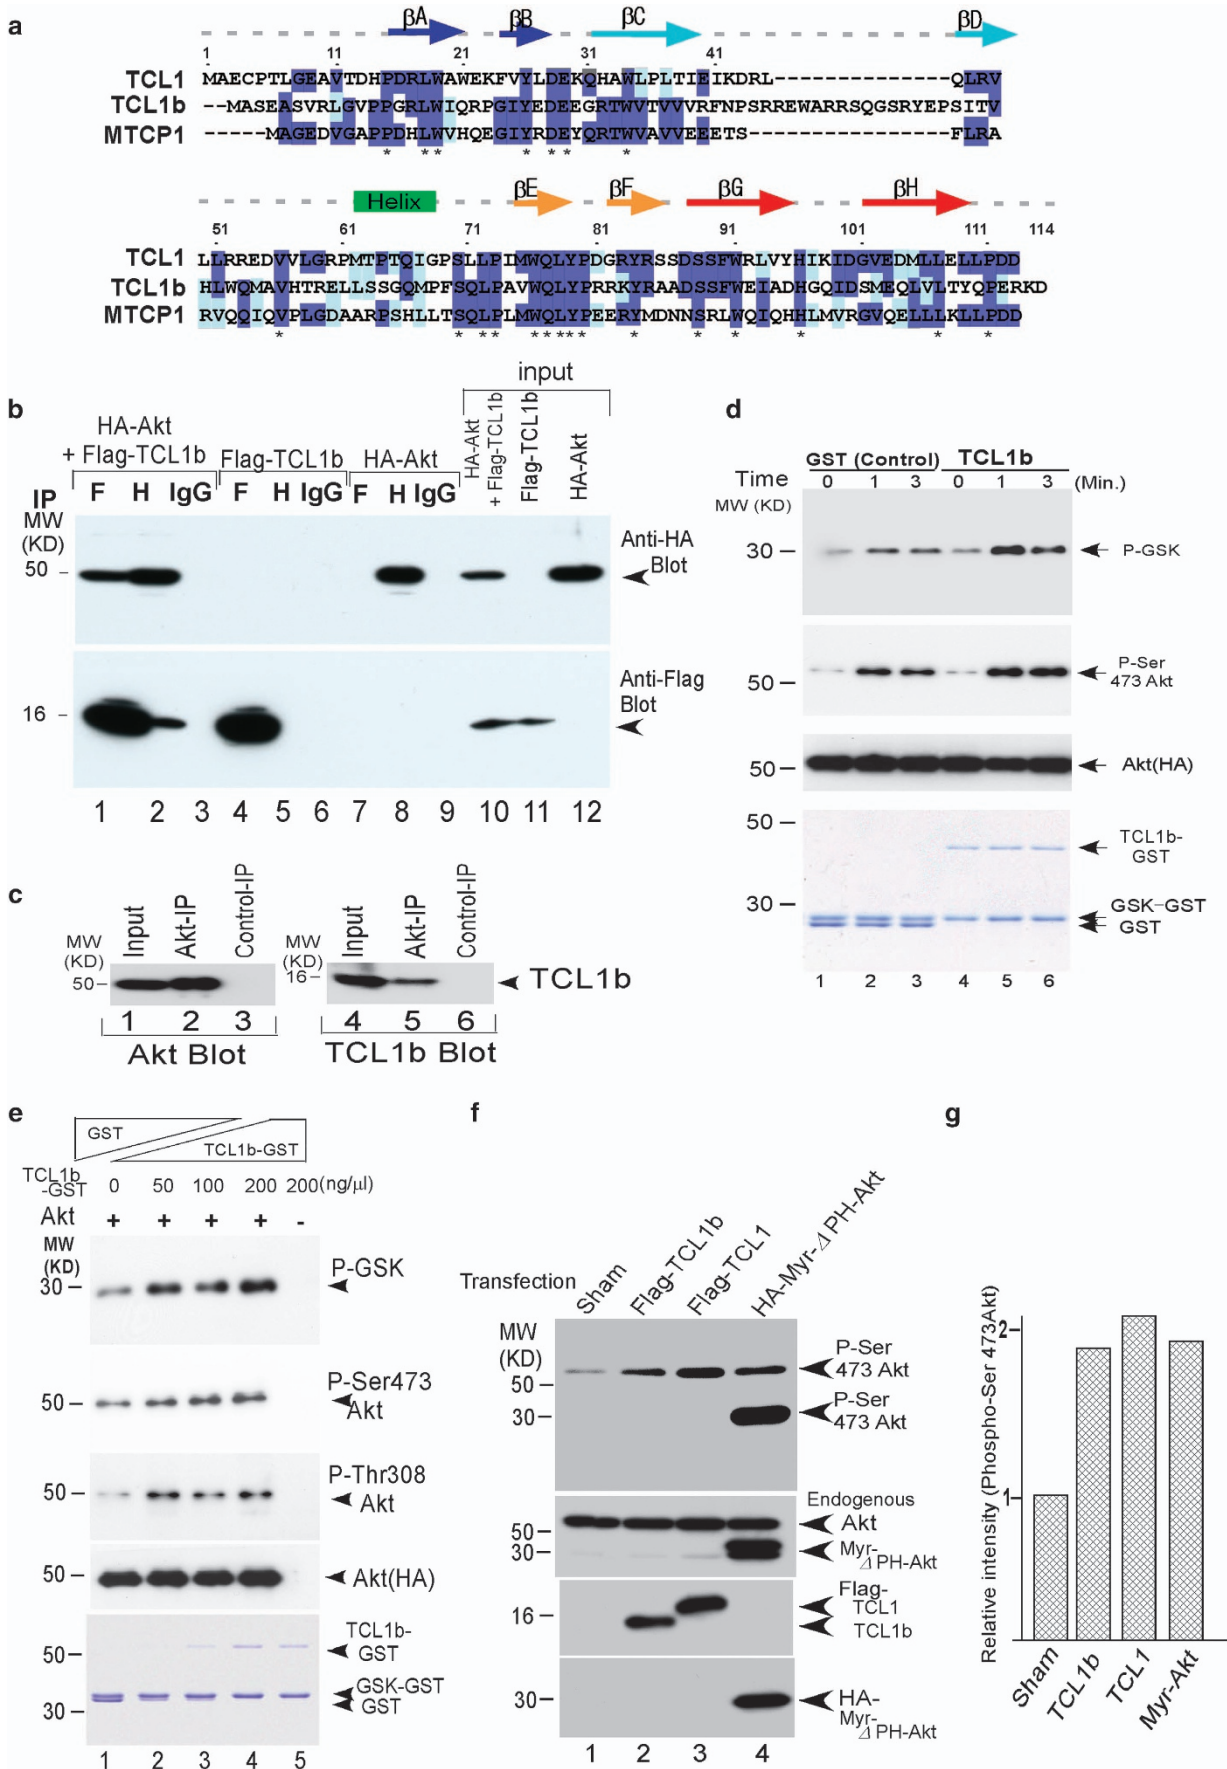 a
βA βB βC βD
1 11 21 31 41
TCL1 MAECPTLGEAVTDHPDRLWAWEKFVYLDEKQHAWLPLTIEIKDRL---------------QLRV
TCL1b --MASEASVRLGVPPGRLWIQRPGIYEDEEGRTWVTVVVRFNPSRREWARRSQGSRYEPSITV
MTCP1 -----MAGEDVGAPPDHLWVHQEGIYRDEYQRTWVAVVEEETS--------------FLRA
* ** * ** *
Helix βE βF βG βH
51 61 71 81 91 101 111 114
TCL1 LLRREDVVLGRPMTPTQIGPSLLPIMWQLYPDGRYRSSDSSFWRLVYHIKIDGVEDMLLELLPDD
TCL1b HLWQMAVHTRELLSSGQMPFSQLPAVWQLYPRRKYRAADSSFWEIADHGQIDSMEQLVLTYQPERKD
MTCP1 RVQQIQVPLGDAARPSHLLTSQLPLMWQLYPEERYMDNNSRLWQIQHHLMVRGVQELLLKLLPDD
* * ** ***** * * * * * *
b
input
HA-Akt + Flag-TCL1b Flag-TCL1b HA-Akt HA-Akt + Flag-TCL1b Flag-TCL1b HA-Akt
IP F H IgG F H IgG F H IgG
MW (KD)
50 Anti-HA Blot
16 Anti-Flag Blot
1 2 3 4 5 6 7 8 9 10 11 12
c
Input Akt-IP Control-IP Input Akt-IP Control-IP
MW (KD) MW (KD)
50 16 TCL1b
1 2 3 4 5 6
Akt Blot TCL1b Blot
d
GST (Control) TCL1b
Time 0 1 3 0 1 3 (Min.)
MW (KD)
30 P-GSK
50 P-Ser 473 Akt
50 Akt(HA)
50 TCL1b-GST
30 GSK-GST
GST
1 2 3 4 5 6
e
GST
TCL1b-GST
TCL1b-GST 0 50 100 200 200 (ng/µl)
Akt + + + + -
MW (KD)
30 P-GSK
50 P-Ser473 Akt
50 P-Thr308 Akt
50 Akt(HA)
50 TCL1b-GST
30 GSK-GST
GST
1 2 3 4 5
f
Transfection Sham Flag-TCL1b Flag-TCL1 HA-Myr-ΔPH-Akt
MW (KD)
50 P-Ser 473 Akt
30 P-Ser 473 Akt
Endogenous
50 Akt
30 Myr-ΔPH-Akt
Flag-TCL1
16 TCL1b
30 HA-Myr-ΔPH-Akt
1 2 3 4
g
Relative intensity (Phospho-Ser 473Akt)
2
1
Sham TCL1b TCL1 Myr-Akt